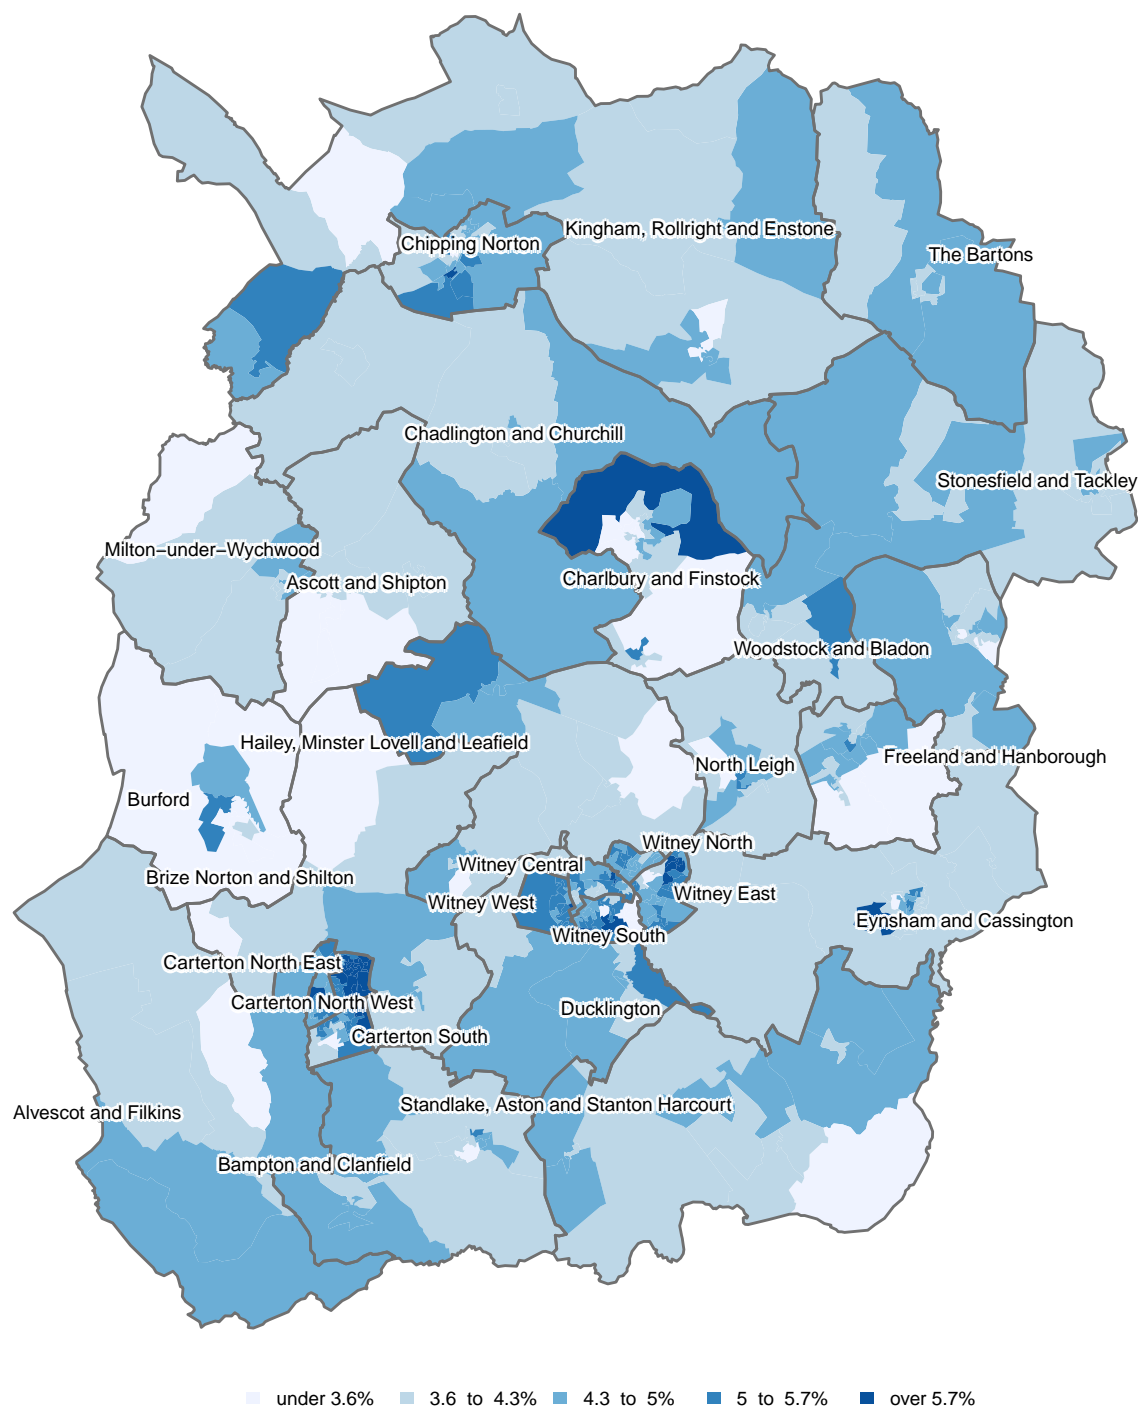 Kingham, Rollright and Enstone
Chipping Norton
The Bartons
Chadlington and Churchill
Stonesfield and Tackley
Milton−under−Wychwood
Charlbury and Finstock
Ascott and Shipton
Woodstock and Bladon
Hailey, Minster Lovell and Leafield
Freeland and Hanborough
North Leigh
Burford
Witney North
Witney Central
Brize Norton and Shilton
Witney East
Witney West
Eynsham and Cassington
Witney South
Carterton North East
Carterton North West
Ducklington
Carterton South
Standlake, Aston and Stanton Harcourt
Alvescot and Filkins
Bampton and Clanfield
under 3.6%
3.6 to 4.3%
4.3 to 5%
5 to 5.7%
over 5.7%